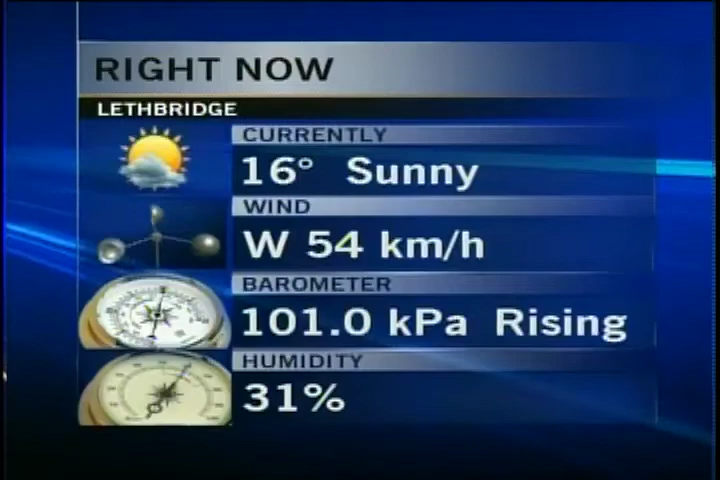 RIGHT NOW
LETHBRIDGE
CURRENTLY
16° Sunny
WIND
W 54 km/h
BAROMETER
101.0 kPa Rising
HUMIDITY
31%